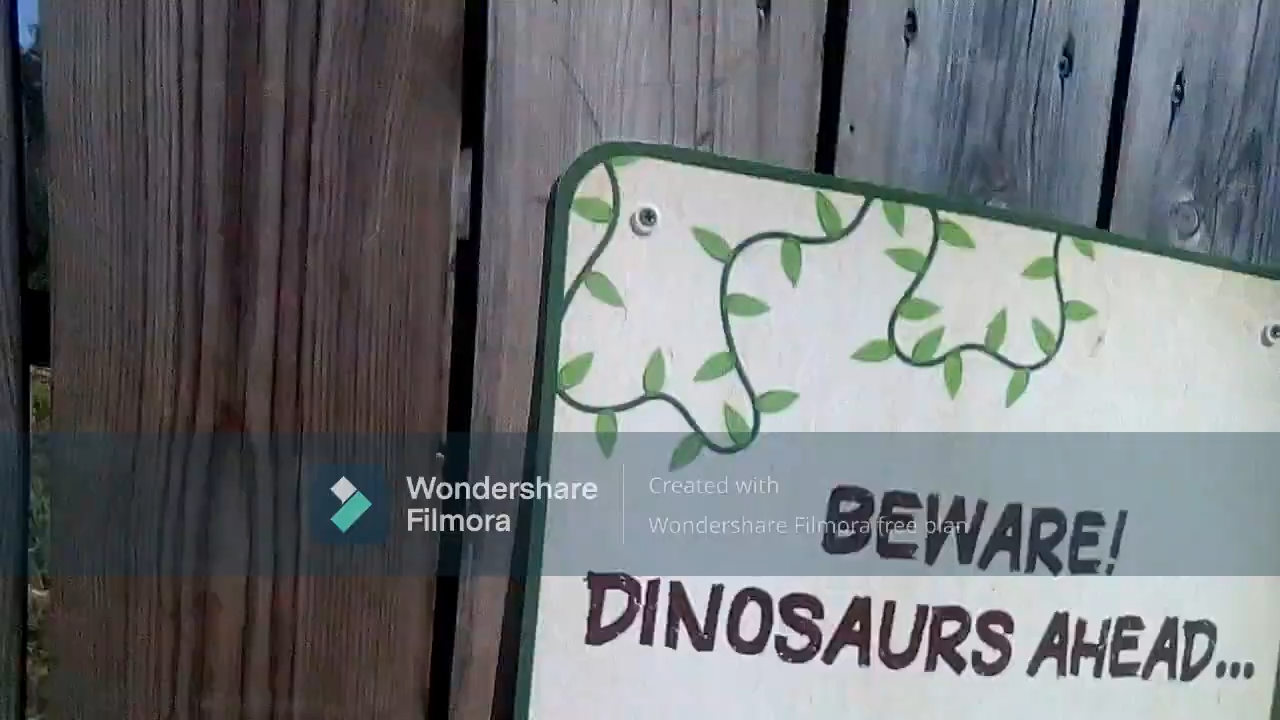 Wondershare
Filmora
Created with
Wondershare Filmora free plan
BEWARE!
DINOSAURS AHEAD...